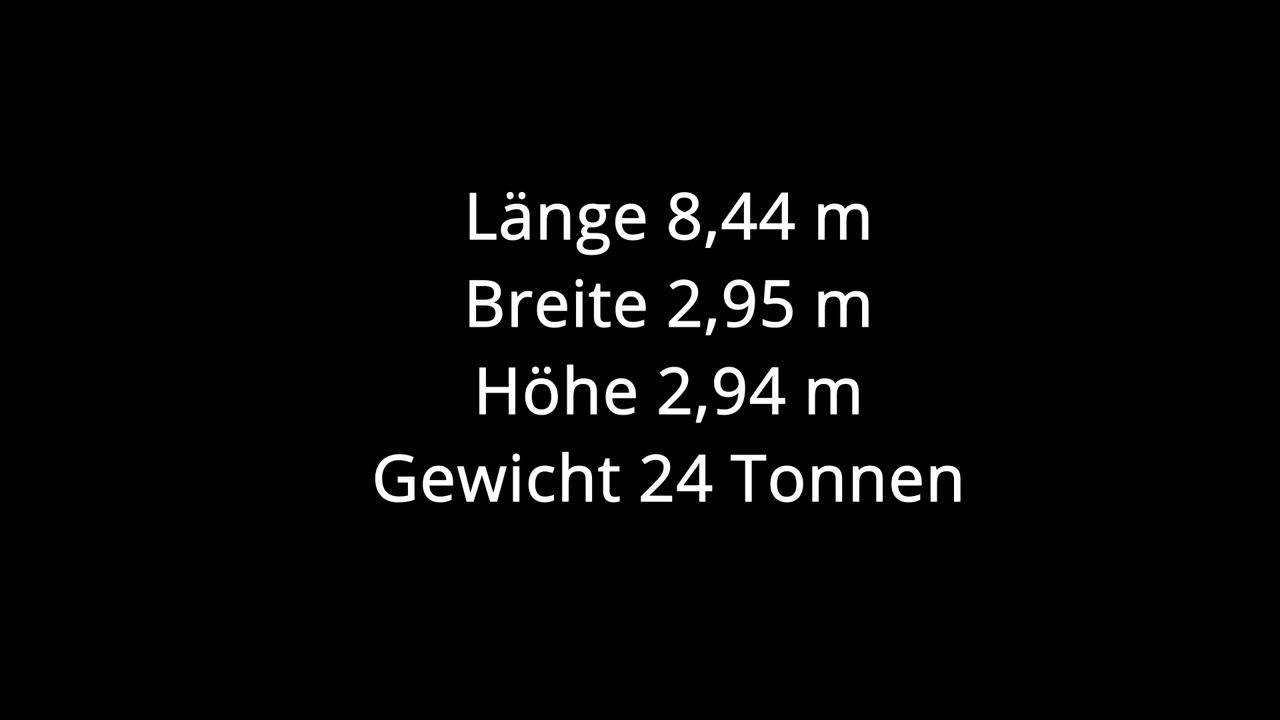 Länge 8,44 m
Breite 2,95 m
Höhe 2,94 m
Gewicht 24 Tonnen